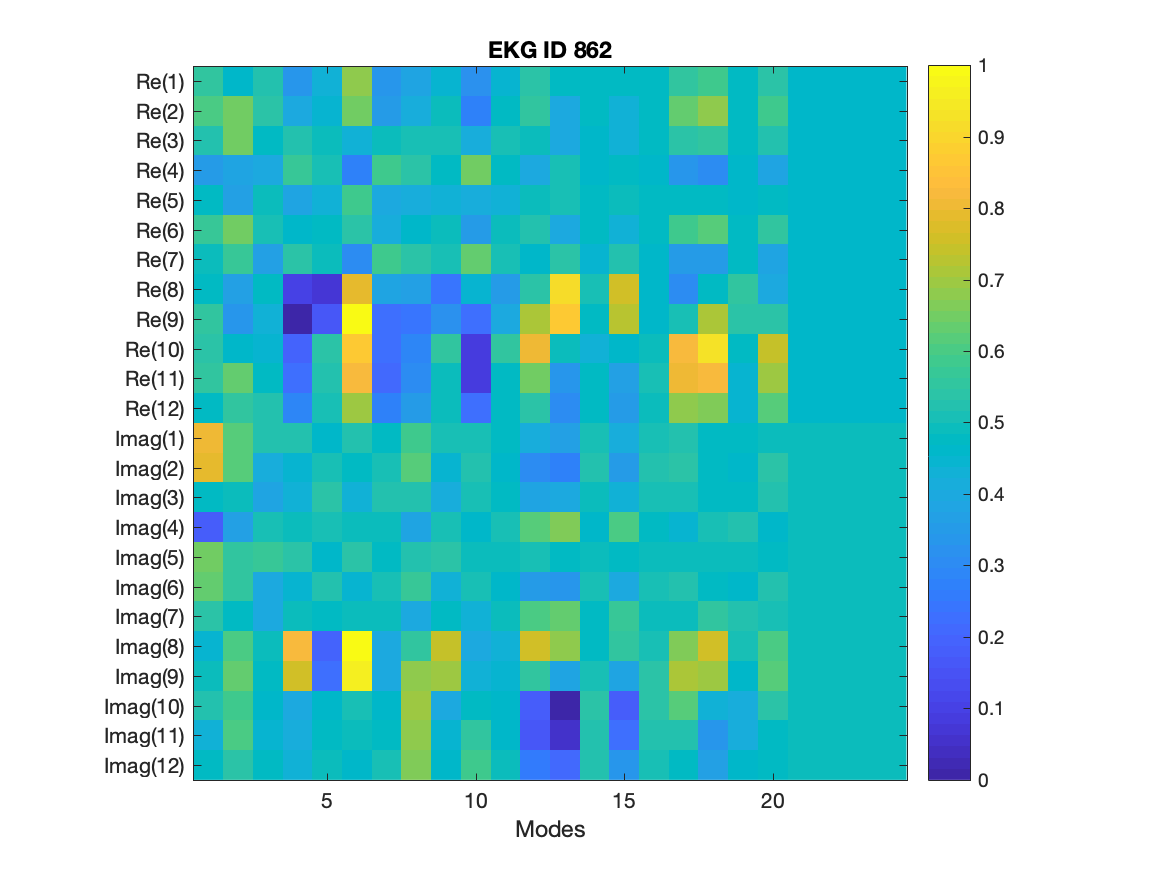 EKG ID 862
Re(1)
Re(2)
Re(3)
Re(4)
Re(5)
Re(6)
Re(7)
Re(8)
Re(9)
Re(10)
Re(11)
Re(12)
Imag(1)
Imag(2)
Imag(3)
Imag(4)
Imag(5)
Imag(6)
Imag(7)
Imag(8)
Imag(9)
Imag(10)
Imag(11)
Imag(12)
5 10 15 20
Modes
1
0.9
0.8
0.7
0.6
0.5
0.4
0.3
0.2
0.1
0